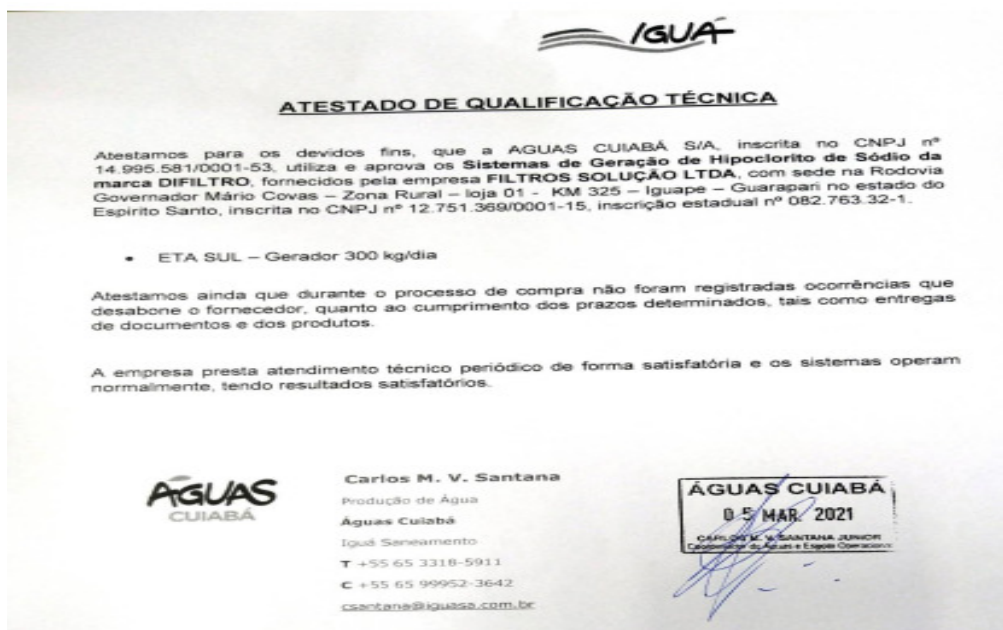 IGUÁ
ATESTADO DE QUALIFICAÇÃO TÉCNICA
Atestamos para os devidos fins, que a AGUAS CUIABÁ S/A, inscrita no CNPJ nº
14.995.581/0001-53, utiliza e aprova os Sistemas de Geração de Hipoclorito de Sódio da
marca DIFILTRO, fornecidos pela empresa FILTROS SOLUÇÃO LTDA, com sede na Rodovia
Governador Mário Covas – Zona Rural – loja 01 - KM 325 – Iguape – Guarapari no estado do
Espirito Santo, inscrita no CNPJ nº 12.751.369/0001-15, inscrição estadual nº 082.763.32-1.
• ETA SUL – Gerador 300 kg/dia
Atestamos ainda que durante o processo de compra não foram registradas ocorrências que
desabone o fornecedor, quanto ao cumprimento dos prazos determinados, tais como entregas
de documentos e dos produtos.
A empresa presta atendimento técnico periódico de forma satisfatória e os sistemas operam
normalmente, tendo resultados satisfatórios.
ÁGUAS
CUIABÁ
Carlos M. V. Santana
Produção de Água
Águas Cuiabá
Iguá Saneamento
T +55 65 3318-5911
C +55 65 99952-3642
csantana@iguasa.com.br
ÁGUAS CUIABÁ
05 MAR. 2021
CARLOS M. V. SANTANA JUNIOR
Coordenador de Águas e Esgoto